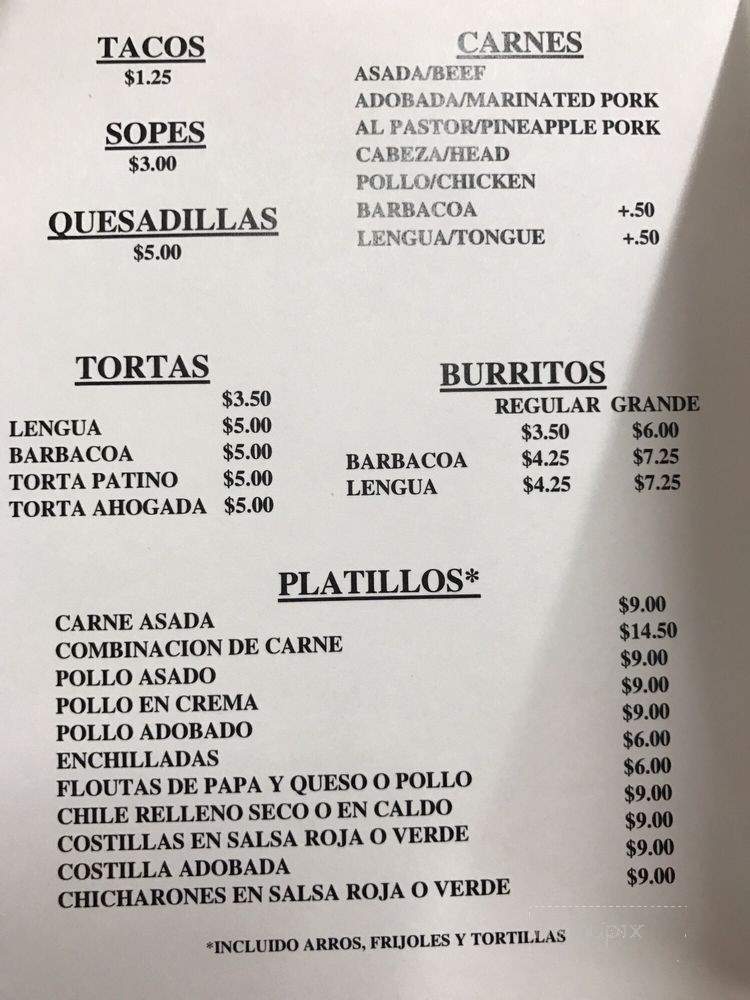 TACOS
$1.25
SOPES
$3.00
QUESADILLAS
$5.00
CARNES
ASADA/BEEF
ADOBADA/MARINATED PORK
AL PASTOR/PINEAPPLE PORK
CABEZA/HEAD
POLLO/CHICKEN
BARBACOA +.50
LENGUA/TONGUE +.50
TORTAS
$3.50
LENGUA $5.00
BARBACOA $5.00
TORTA PATINO $5.00
TORTA AHOGADA $5.00
BURRITOS
REGULAR GRANDE
$3.50 $6.00
BARBACOA $4.25 $7.25
LENGUA $4.25 $7.25
PLATILLOS*
CARNE ASADA $9.00
COMBINACION DE CARNE $14.50
POLLO ASADO $9.00
POLLO EN CREMA $9.00
POLLO ADOBADO $9.00
ENCHILLADAS $6.00
FLOUTAS DE PAPA Y QUESO O POLLO $6.00
CHILE RELLENO SECO O EN CALDO $9.00
COSTILLAS EN SALSA ROJA O VERDE $9.00
COSTILLA ADOBADA $9.00
CHICHARONES EN SALSA ROJA O VERDE $9.00
*INCLUIDO ARROS, FRIJOLES Y TORTILLAS